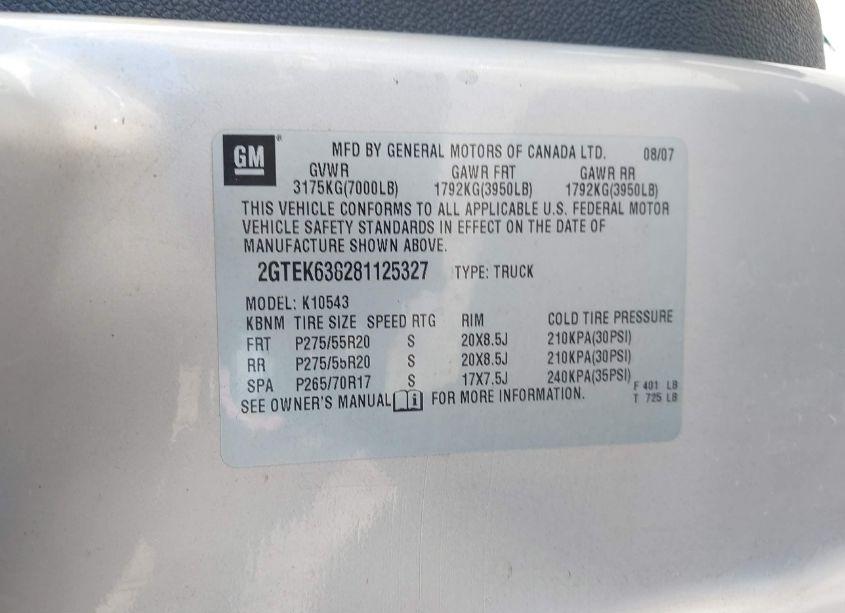 GM ® MFD BY GENERAL MOTORS OF CANADA LTD. 08/07
GVWR GAWR FRT GAWR RR
3175KG(7000LB) 1792KG(3950LB) 1792KG(3950LB)
THIS VEHICLE CONFORMS TO ALL APPLICABLE U.S. FEDERAL MOTOR
VEHICLE SAFETY STANDARDS IN EFFECT ON THE DATE OF
MANUFACTURE SHOWN ABOVE.
2GTEK638281125327 TYPE: TRUCK
MODEL: K10543
KBNM TIRE SIZE SPEED RTG RIM COLD TIRE PRESSURE
FRT P275/55R20 S 20X8.5J 210KPA(30PSI)
RR P275/55R20 S 20X8.5J 210KPA(30PSI)
SPA P265/70R17 S 17X7.5J 240KPA(35PSI) F 401 LB
SEE OWNER'S MANUAL i FOR MORE INFORMATION. T 725 LB